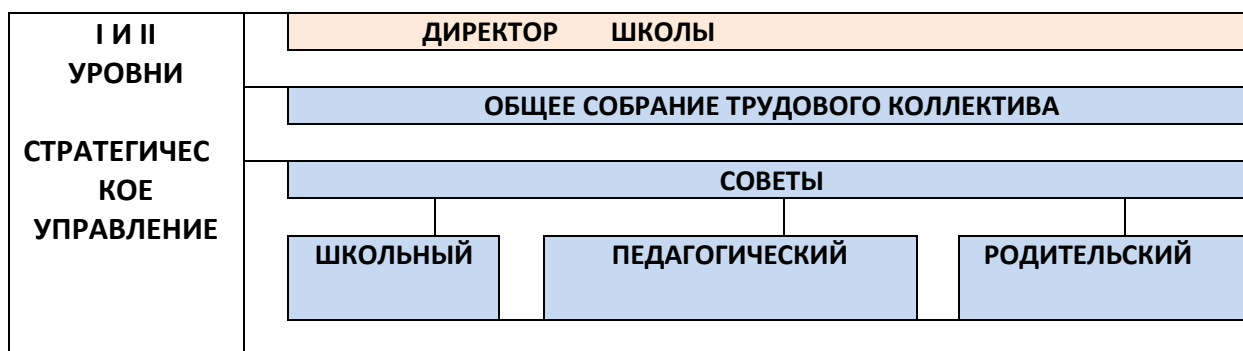 I И II
УРОВНИ
СТРАТЕГИЧЕС
КОЕ
УПРАВЛЕНИЕ
ДИРЕКТОР ШКОЛЫ
ОБЩЕЕ СОБРАНИЕ ТРУДОВОГО КОЛЛЕКТИВА
СОВЕТЫ
ШКОЛЬНЫЙ
ПЕДАГОГИЧЕСКИЙ
РОДИТЕЛЬСКИЙ